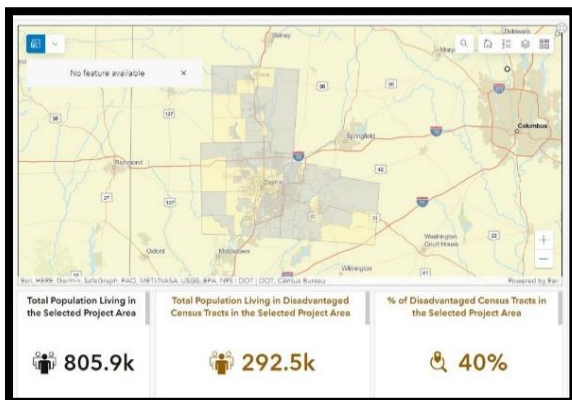 Sidney
No feature available ×
Springfield
Columbus
Richmond
Dayton
Oxford
Middletown
Washington
Court House
Wilmington
+
−
Esri, HERE, Garmin, SafeGraph, FAO, METI/NASA, USGS, EPA, NPS | DOT | DOT, Census Bureau
Powered by Esri
Total Population Living in
the Selected Project Area
805.9k
Total Population Living in Disadvantaged
Census Tracts in the Selected Project Area
292.5k
% of Disadvantaged Census Tracts in
the Selected Project Area
40%